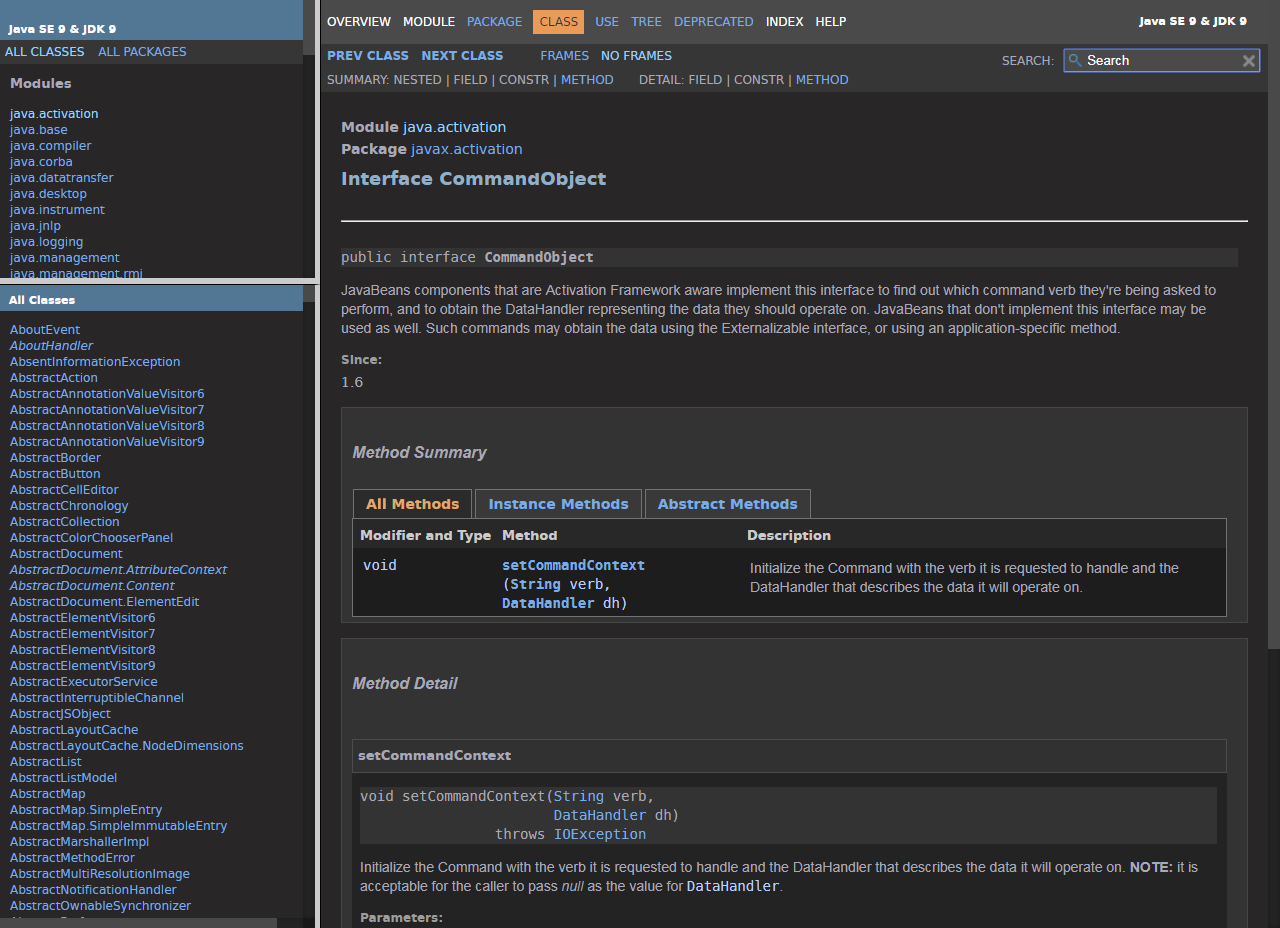 Java SE 9 & JDK 9
ALL CLASSES ALL PACKAGES
Modules
java.activation
java.base
java.compiler
java.corba
java.datatransfer
java.desktop
java.instrument
java.jnlp
java.logging
java.management
java.management.rmi
All Classes
AboutEvent
AboutHandler
AbsentInformationException
AbstractAction
AbstractAnnotationValueVisitor6
AbstractAnnotationValueVisitor7
AbstractAnnotationValueVisitor8
AbstractAnnotationValueVisitor9
AbstractBorder
AbstractButton
AbstractCellEditor
AbstractChronology
AbstractCollection
AbstractColorChooserPanel
AbstractDocument
AbstractDocument.AttributeContext
AbstractDocument.Content
AbstractDocument.ElementEdit
AbstractElementVisitor6
AbstractElementVisitor7
AbstractElementVisitor8
AbstractElementVisitor9
AbstractExecutorService
AbstractInterruptibleChannel
AbstractJSObject
AbstractLayoutCache
AbstractLayoutCache.NodeDimensions
AbstractList
AbstractListModel
AbstractMap
AbstractMap.SimpleEntry
AbstractMap.SimpleImmutableEntry
AbstractMarshallerImpl
AbstractMethodError
AbstractMultiResolutionImage
AbstractNotificationHandler
AbstractOwnableSynchronizer
OVERVIEW MODULE PACKAGE CLASS USE TREE DEPRECATED INDEX HELP Java SE 9 & JDK 9
PREV CLASS NEXT CLASS FRAMES NO FRAMES
SEARCH: Search
SUMMARY: NESTED | FIELD | CONSTR | METHOD DETAIL: FIELD | CONSTR | METHOD
Module java.activation
Package javax.activation
Interface CommandObject
public interface CommandObject
JavaBeans components that are Activation Framework aware implement this interface to find out which command verb they're being asked to
perform, and to obtain the DataHandler representing the data they should operate on. JavaBeans that don't implement this interface may be
used as well. Such commands may obtain the data using the Externalizable interface, or using an application-specific method.
Since:
1.6
Method Summary
All Methods Instance Methods Abstract Methods
Modifier and Type Method Description
void setCommandContext Initialize the Command with the verb it is requested to handle and the
(String verb, DataHandler that describes the data it will operate on.
DataHandler dh)
Method Detail
setCommandContext
void setCommandContext(String verb,
DataHandler dh)
throws IOException
Initialize the Command with the verb it is requested to handle and the DataHandler that describes the data it will operate on. NOTE: it is
acceptable for the caller to pass null as the value for DataHandler.
Parameters: